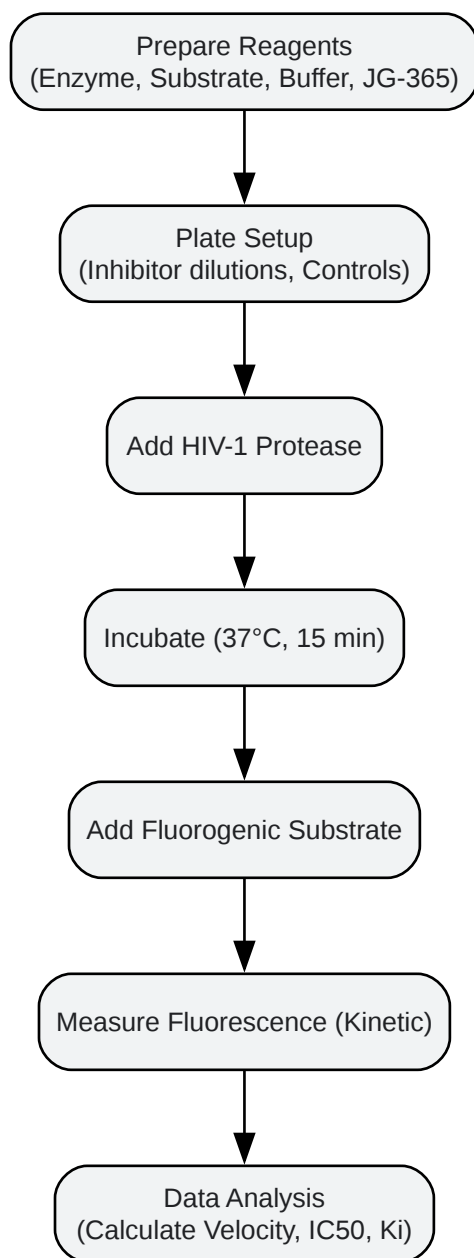 Prepare Reagents
(Enzyme, Substrate, Buffer, JG-365)
Plate Setup
(Inhibitor dilutions, Controls)
Add HIV-1 Protease
Incubate (37°C, 15 min)
Add Fluorogenic Substrate
Measure Fluorescence (Kinetic)
Data Analysis
(Calculate Velocity, IC50, Ki)